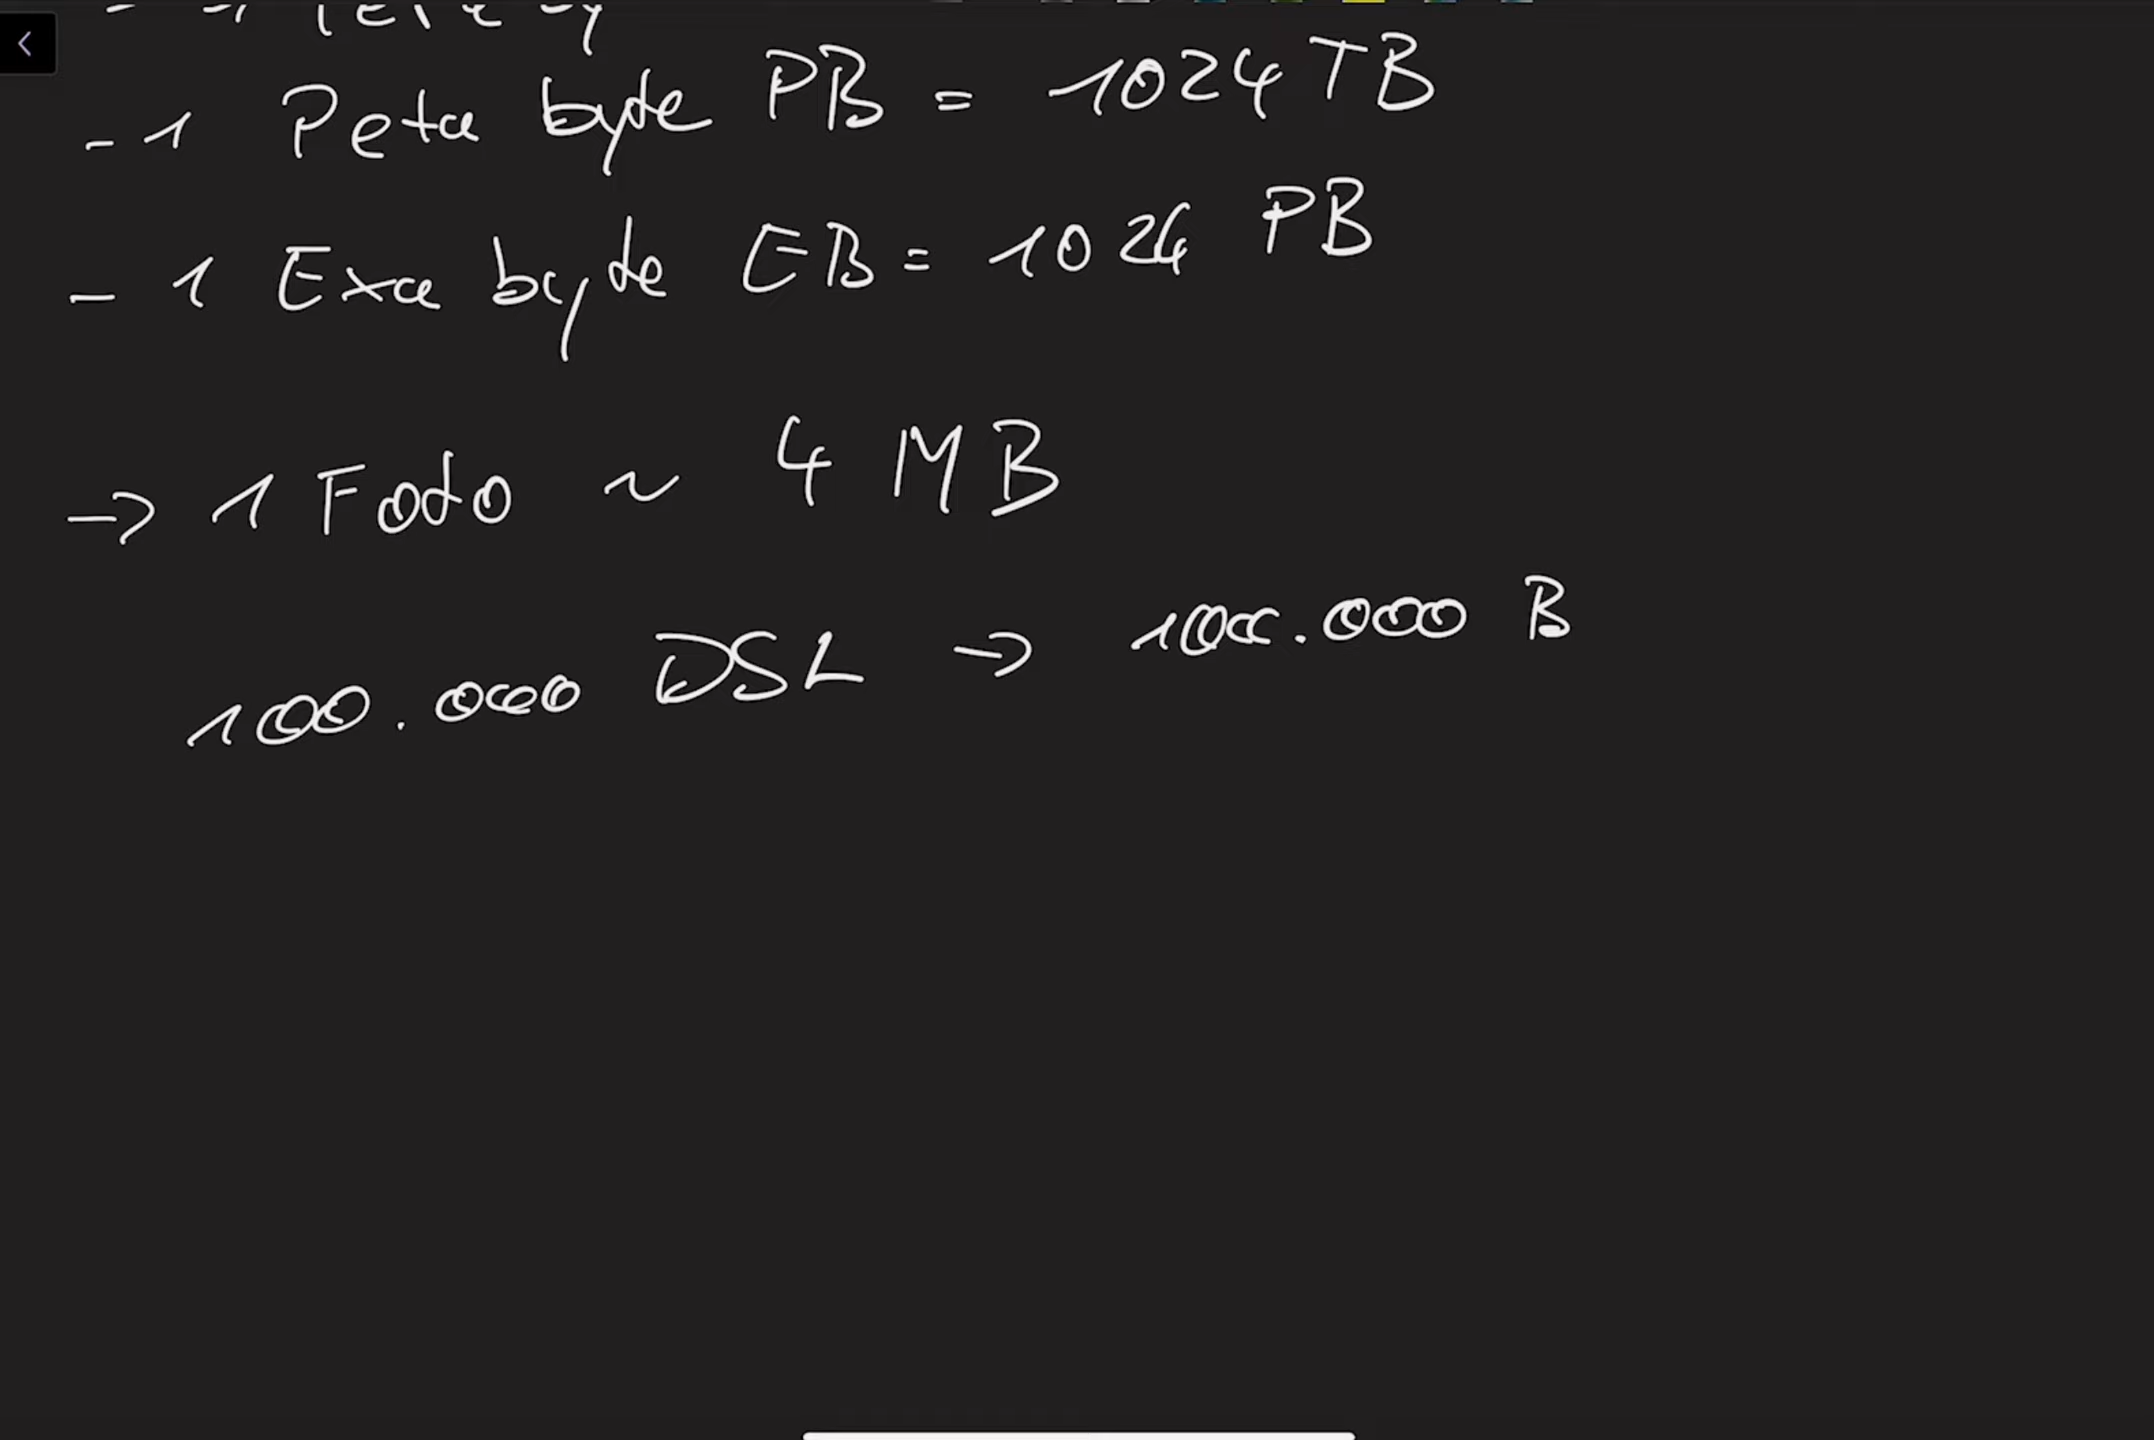 - 1 Peta byte PB = 1024 TB
- 1 Exa byte EB = 1024 PB
→ 1 Foto ~ 4 MB
100.000 DSL → 100.000 B